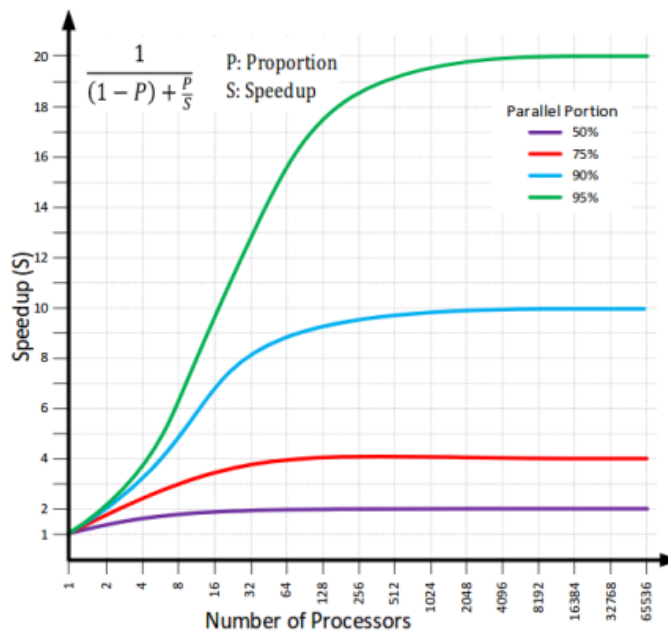 1
(1 − P) + P/S
P: Proportion
S: Speedup
Parallel Portion
50%
75%
90%
95%
Speedup (S)
20
18
16
14
12
10
8
6
4
2
1
1 2 4 8 16 32 64 128 256 512 1024 2048 4096 8192 16384 32768 65536
Number of Processors